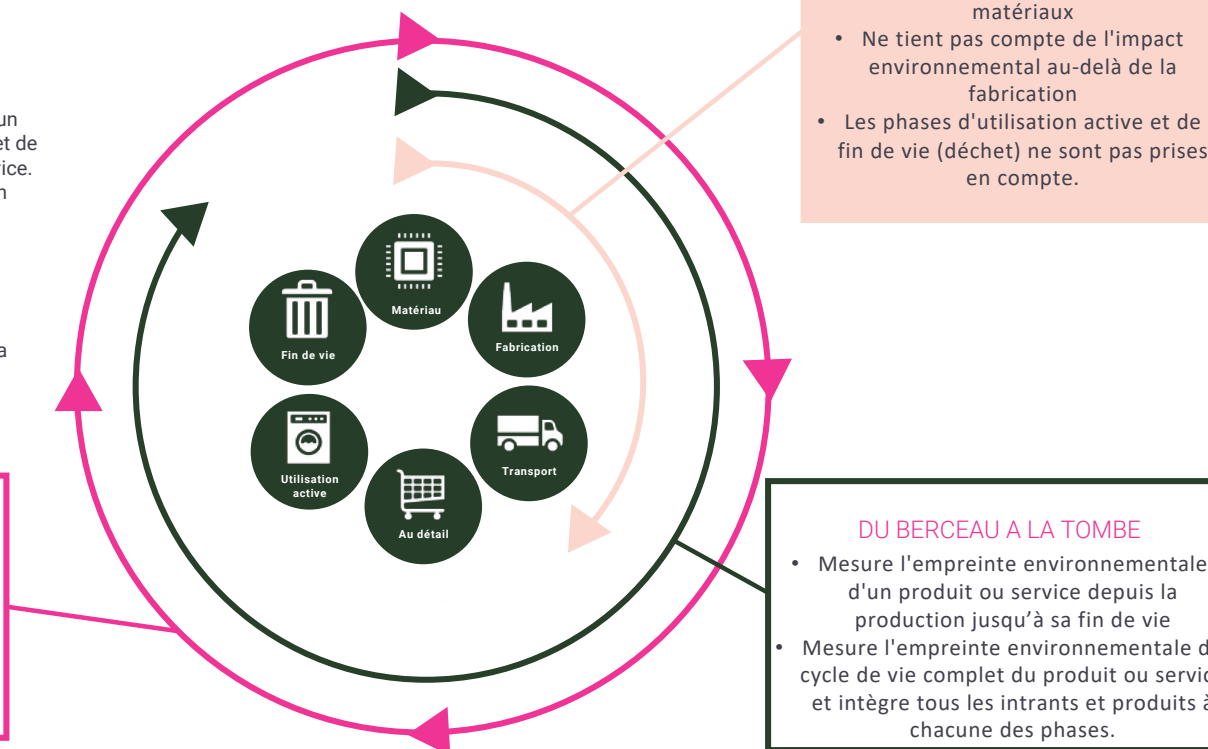 un
et de
vice.
n
a
matériaux
• Ne tient pas compte de l'impact
environnemental au-delà de la
fabrication
• Les phases d'utilisation active et de
fin de vie (déchet) ne sont pas prises
en compte.
Matériau
Fabrication
Transport
Au détail
Utilisation
active
Fin de vie
DU BERCEAU A LA TOMBE
• Mesure l'empreinte environnementale
d'un produit ou service depuis la
production jusqu’à sa fin de vie
• Mesure l'empreinte environnementale d
cycle de vie complet du produit ou servic
et intègre tous les intrants et produits à
chacune des phases.